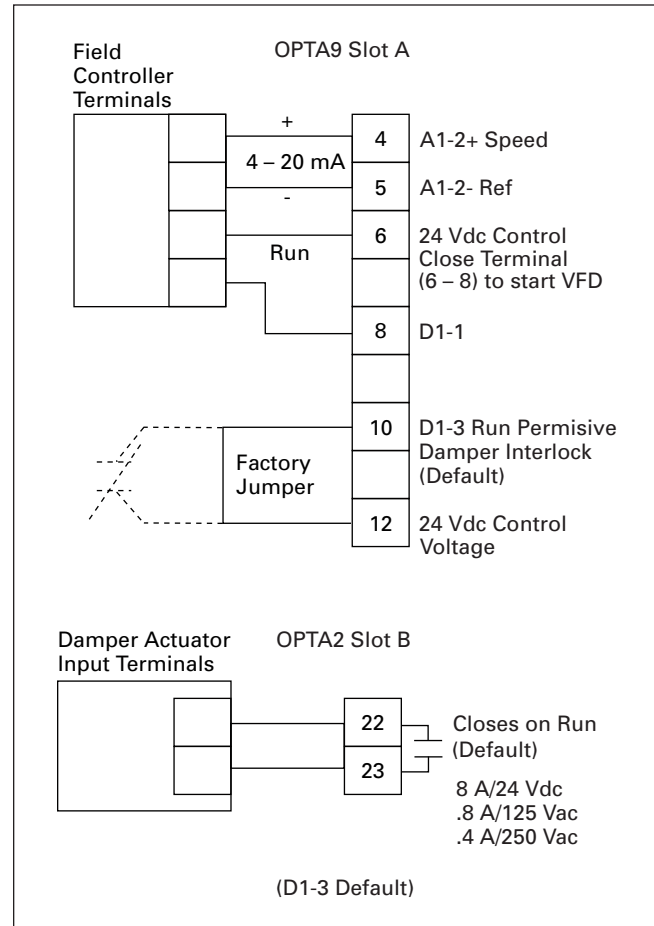 Field
Controller
Terminals
OPTA9 Slot A
+
4 – 20 mA
-
Run
4
A1-2+ Speed
5
A1-2- Ref
6
24 Vdc Control
Close Terminal
(6 – 8) to start VFD
8
D1-1
10
D1-3 Run Permisive
Damper Interlock
(Default)
Factory
Jumper
12
24 Vdc Control
Voltage
Damper Actuator
Input Terminals
OPTA2 Slot B
22
23
Closes on Run
(Default)
8 A/24 Vdc
.8 A/125 Vac
.4 A/250 Vac
(D1-3 Default)